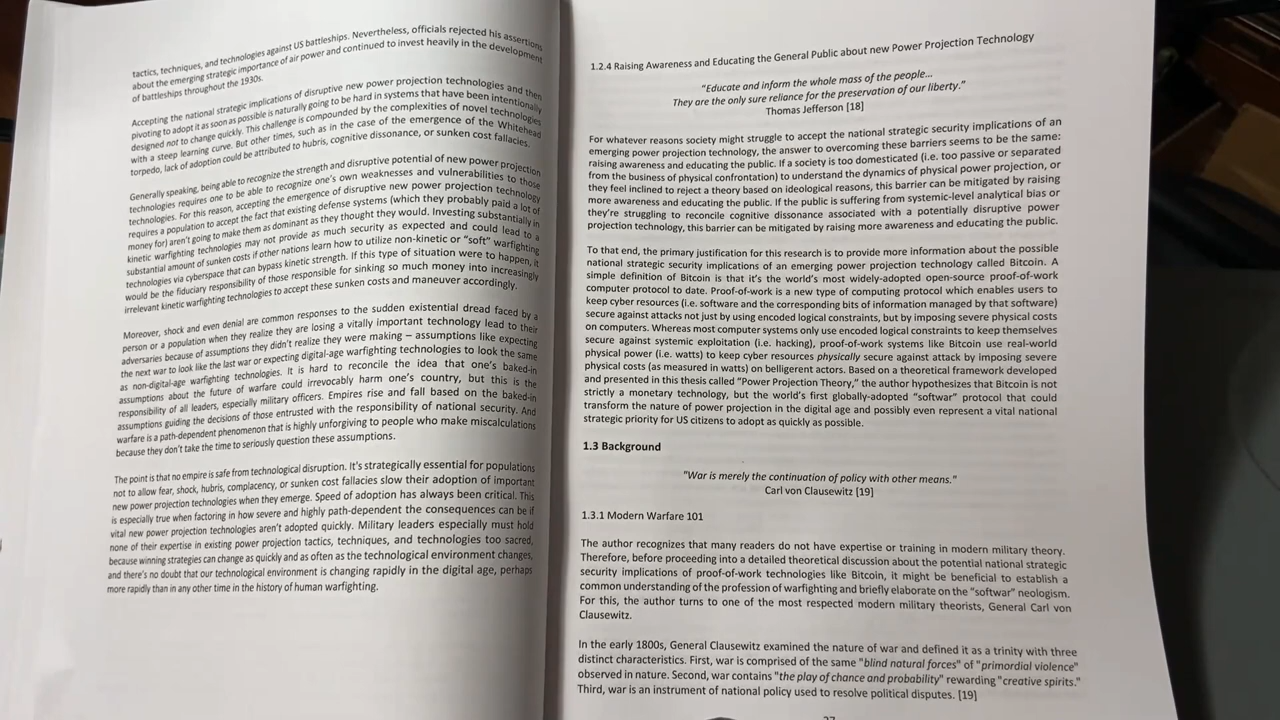 tactics, techniques, and technologies against US battleships. Nevertheless, officials rejected his assertions
about the emerging strategic importance of air power and continued to invest heavily in the development
of battleships throughout the 1930s.
Accepting the national strategic implications of disruptive new power projection technologies and then
pivoting to adopt it as soon as possible is naturally going to be hard in systems that have been intentionally
designed not to change quickly. This challenge is compounded by the complexities of novel technologies
with a steep learning curve. But other times, such as in the case of the emergence of the Whitehead
torpedo, lack of adoption could be attributed to hubris, cognitive dissonance, or sunken cost fallacies.
Generally speaking, being able to recognize the strength and disruptive potential of new power projection
technologies requires one to be able to recognize one's own weaknesses and vulnerabilities to those
technologies. For this reason, accepting the emergence of disruptive new power projection technology
requires a population to accept the fact that existing defense systems (which they probably paid a lot of
money for) aren't going to make them as dominant as they thought they would. Investing substantially in
kinetic warfighting technologies may not provide as much security as expected and could lead to a
substantial amount of sunken costs if other nations learn how to utilize non-kinetic or "soft" warfighting
technologies via cyberspace that can bypass kinetic strength. If this type of situation were to happen, it
would be the fiduciary responsibility of those responsible for sinking so much money into increasingly
irrelevant kinetic warfighting technologies to accept these sunken costs and maneuver accordingly.
Moreover, shock and even denial are common responses to the sudden existential dread faced by a
person or a population when they realize they are losing a vitally important technology lead to their
adversaries because of assumptions they didn't realize they were making – assumptions like expecting
the next war to look like the last war or expecting digital-age warfighting technologies to look the same
as non-digital-age warfighting technologies. It is hard to reconcile the idea that one's baked-in
assumptions about the future of warfare could irrevocably harm one's country, but this is the
responsibility of all leaders, especially military officers. Empires rise and fall based on the baked-in
assumptions guiding the decisions of those entrusted with the responsibility of national security. And
warfare is a path-dependent phenomenon that is highly unforgiving to people who make miscalculations
because they don't take the time to seriously question these assumptions.
The point is that no empire is safe from technological disruption. It's strategically essential for populations
not to allow fear, shock, hubris, complacency, or sunken cost fallacies slow their adoption of important
new power projection technologies when they emerge. Speed of adoption has always been critical. This
is especially true when factoring in how severe and highly path-dependent the consequences can be if
vital new power projection technologies aren't adopted quickly. Military leaders especially must hold
none of their expertise in existing power projection tactics, techniques, and technologies too sacred,
because winning strategies can change as quickly and as often as the technological environment changes,
and there's no doubt that our technological environment is changing rapidly in the digital age, perhaps
more rapidly than in any other time in the history of human warfighting.
1.2.4 Raising Awareness and Educating the General Public about new Power Projection Technology
"Educate and inform the whole mass of the people...
They are the only sure reliance for the preservation of our liberty."
Thomas Jefferson [18]
For whatever reasons society might struggle to accept the national strategic security implications of an
emerging power projection technology, the answer to overcoming these barriers seems to be the same:
raising awareness and educating the public. If a society is too domesticated (i.e. too passive or separated
from the business of physical confrontation) to understand the dynamics of physical power projection, or
they feel inclined to reject a theory based on ideological reasons, this barrier can be mitigated by raising
more awareness and educating the public. If the public is suffering from systemic-level analytical bias or
they're struggling to reconcile cognitive dissonance associated with a potentially disruptive power
projection technology, this barrier can be mitigated by raising more awareness and educating the public.
To that end, the primary justification for this research is to provide more information about the possible
national strategic security implications of an emerging power projection technology called Bitcoin. A
simple definition of Bitcoin is that it's the world's most widely-adopted open-source proof-of-work
computer protocol to date. Proof-of-work is a new type of computing protocol which enables users to
keep cyber resources (i.e. software and the corresponding bits of information managed by that software)
secure against attacks not just by using encoded logical constraints, but by imposing severe physical costs
on computers. Whereas most computer systems only use encoded logical constraints to keep themselves
secure against systemic exploitation (i.e. hacking), proof-of-work systems like Bitcoin use real-world
physical power (i.e. watts) to keep cyber resources physically secure against attack by imposing severe
physical costs (as measured in watts) on belligerent actors. Based on a theoretical framework developed
and presented in this thesis called "Power Projection Theory," the author hypothesizes that Bitcoin is not
strictly a monetary technology, but the world's first globally-adopted "softwar" protocol that could
transform the nature of power projection in the digital age and possibly even represent a vital national
strategic priority for US citizens to adopt as quickly as possible.
1.3 Background
"War is merely the continuation of policy with other means."
Carl von Clausewitz [19]
1.3.1 Modern Warfare 101
The author recognizes that many readers do not have expertise or training in modern military theory.
Therefore, before proceeding into a detailed theoretical discussion about the potential national strategic
security implications of proof-of-work technologies like Bitcoin, it might be beneficial to establish a
common understanding of the profession of warfighting and briefly elaborate on the "softwar" neologism.
For this, the author turns to one of the most respected modern military theorists, General Carl von
Clausewitz.
In the early 1800s, General Clausewitz examined the nature of war and defined it as a trinity with three
distinct characteristics. First, war is comprised of the same "blind natural forces" of "primordial violence"
observed in nature. Second, war contains "the play of chance and probability" rewarding "creative spirits."
Third, war is an instrument of national policy used to resolve political disputes. [19]